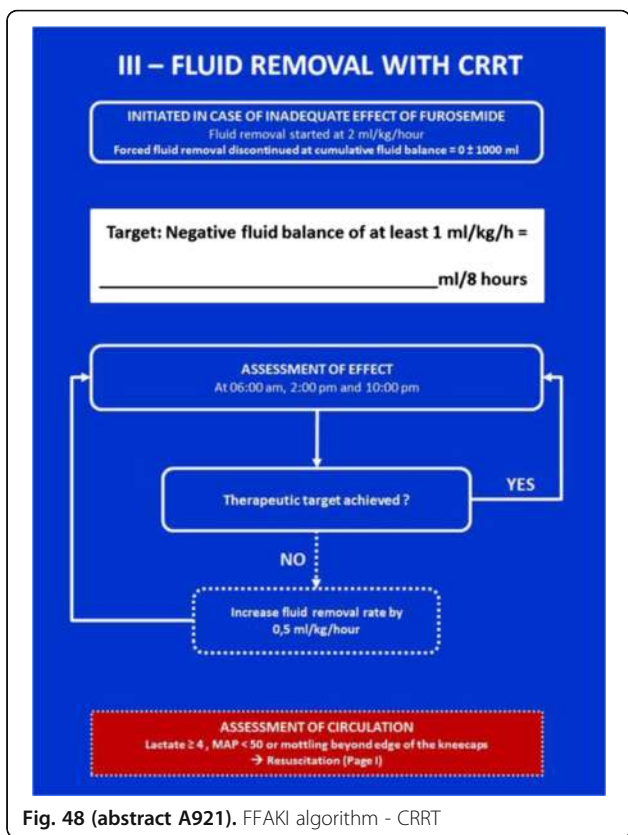 III – FLUID REMOVAL WITH CRRT
INITIATED IN CASE OF INADEQUATE EFFECT OF FUROSEMIDE
Fluid removal started at 2 ml/kg/hour
Forced fluid removal discontinued at cumulative fluid balance = 0 ± 1000 ml
Target: Negative fluid balance of at least 1 ml/kg/h =
___________________________________ml/8 hours
ASSESSMENT OF EFFECT
At 06:00 am, 2:00 pm and 10:00 pm
Therapeutic target achieved ?
YES
NO
Increase fluid removal rate by
0,5 ml/kg/hour
ASSESSMENT OF CIRCULATION
Lactate ≥ 4 , MAP < 50 or mottling beyond edge of the kneecaps
→ Resuscitation (Page I)
Fig. 48 (abstract A921). FFAKI algorithm - CRRT